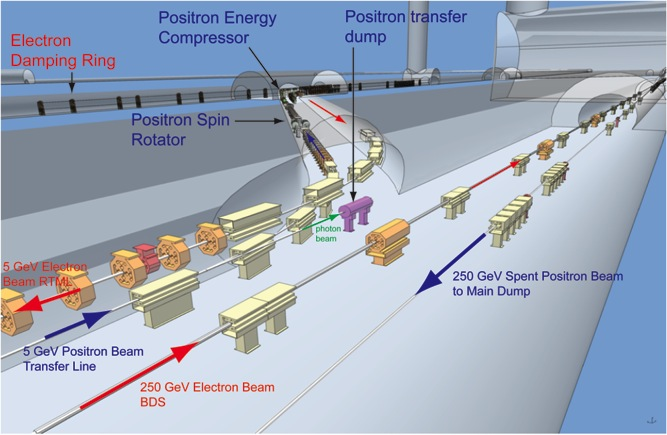 Positron Energy
Compressor
Positron transfer
dump
Electron
Damping Ring
Positron Spin
Rotator
photon
beam
5 GeV Electron
Beam RTML
250 GeV Spent Positron Beam
to Main Dump
5 GeV Positron Beam
Transfer Line
250 GeV Electron Beam
BDS